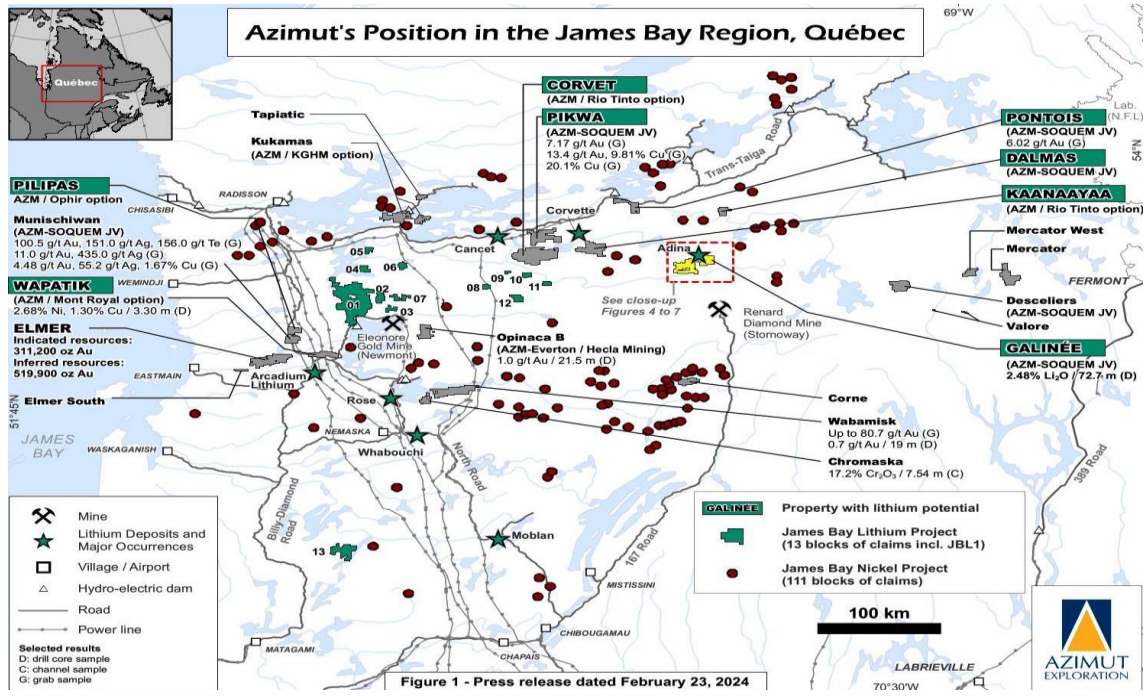 Azimut's Position in the James Bay Region, Québec
69°W
Québec
CORVET
(AZM / Rio Tinto option)
PIKWA
(AZM-SOQUEM JV)
7.17 g/t Au (G)
13.4 g/t Au, 9.81% Cu (G)
20.1% Cu (G)
Tapiatic
Kukamas
(AZM / KGHM option)
Trans-Taiga
Road
Lab.
(N.F.L)
54°N
PONTOIS
(AZM-SOQUEM JV)
6.02 g/t Au (G)
DALMAS
(AZM-SOQUEM JV)
KAANAAYAA
(AZM / Rio Tinto option)
Mercator West
Mercator
FERMONT
Desceliers
(AZM-SOQUEM JV)
Valore
GALINÉE
(AZM-SOQUEM JV)
2.48% Li₂O / 72.7 m (D)
PILIPAS
AZM / Ophir option
Munischiwan
(AZM-SOQUEM JV)
100.5 g/t Au, 151.0 g/t Ag, 156.0 g/t Te (G)
11.0 g/t Au, 435.0 g/t Ag (G)
4.48 g/t Au, 55.2 g/t Ag, 1.67% Cu (G)
WAPATIK
(AZM / Mont Royal option)
2.68% Ni, 1.30% Cu / 3.30 m (D)
ELMER
Indicated resources:
311,200 oz Au
Inferred resources:
519,900 oz Au
Elmer South
RADISSON
CHISASIBI
WEMINDJI
EASTMAIN
WASKAGANISH
NEMASKA
51°45'N
JAMES
BAY
Cancet
Corvette
Adina
05
04
06
02
01
07
03
08
09
10
11
12
13
See close-up
Figures 4 to 7
Renard
Diamond Mine
(Stornoway)
Eleonore
Gold Mine
(Newmont)
Opinaca B
(AZM-Everton / Hecla Mining)
1.0 g/t Au / 21.5 m (D)
Arcadium
Lithium
Rose
Whabouchi
Moblan
Corne
Wabamisk
Up to 80.7 g/t Au (G)
0.7 g/t Au / 19 m (D)
Chromaska
17.2% Cr₂O₃ / 7.54 m (C)
North Road
Billy-Diamond
Road
167 Road
389 Road
MISTISSINI
CHIBOUGAMAU
CHAPAIS
MATAGAMI
LABRIEVILLE
70°30'W
Mine
Lithium Deposits and
Major Occurrences
Village / Airport
Hydro-electric dam
Road
Power line
Selected results
D: drill core sample
C: channel sample
G: grab sample
GALINÉE
Property with lithium potential
James Bay Lithium Project
(13 blocks of claims incl. JBL1)
James Bay Nickel Project
(111 blocks of claims)
100 km
AZIMUT
EXPLORATION
Figure 1 - Press release dated February 23, 2024